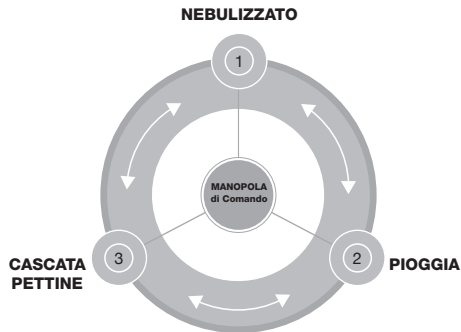 NEBULIZZATO
1
MANOPOLA
di Comando
3
2
CASCATA
PETTINE
PIOGGIA